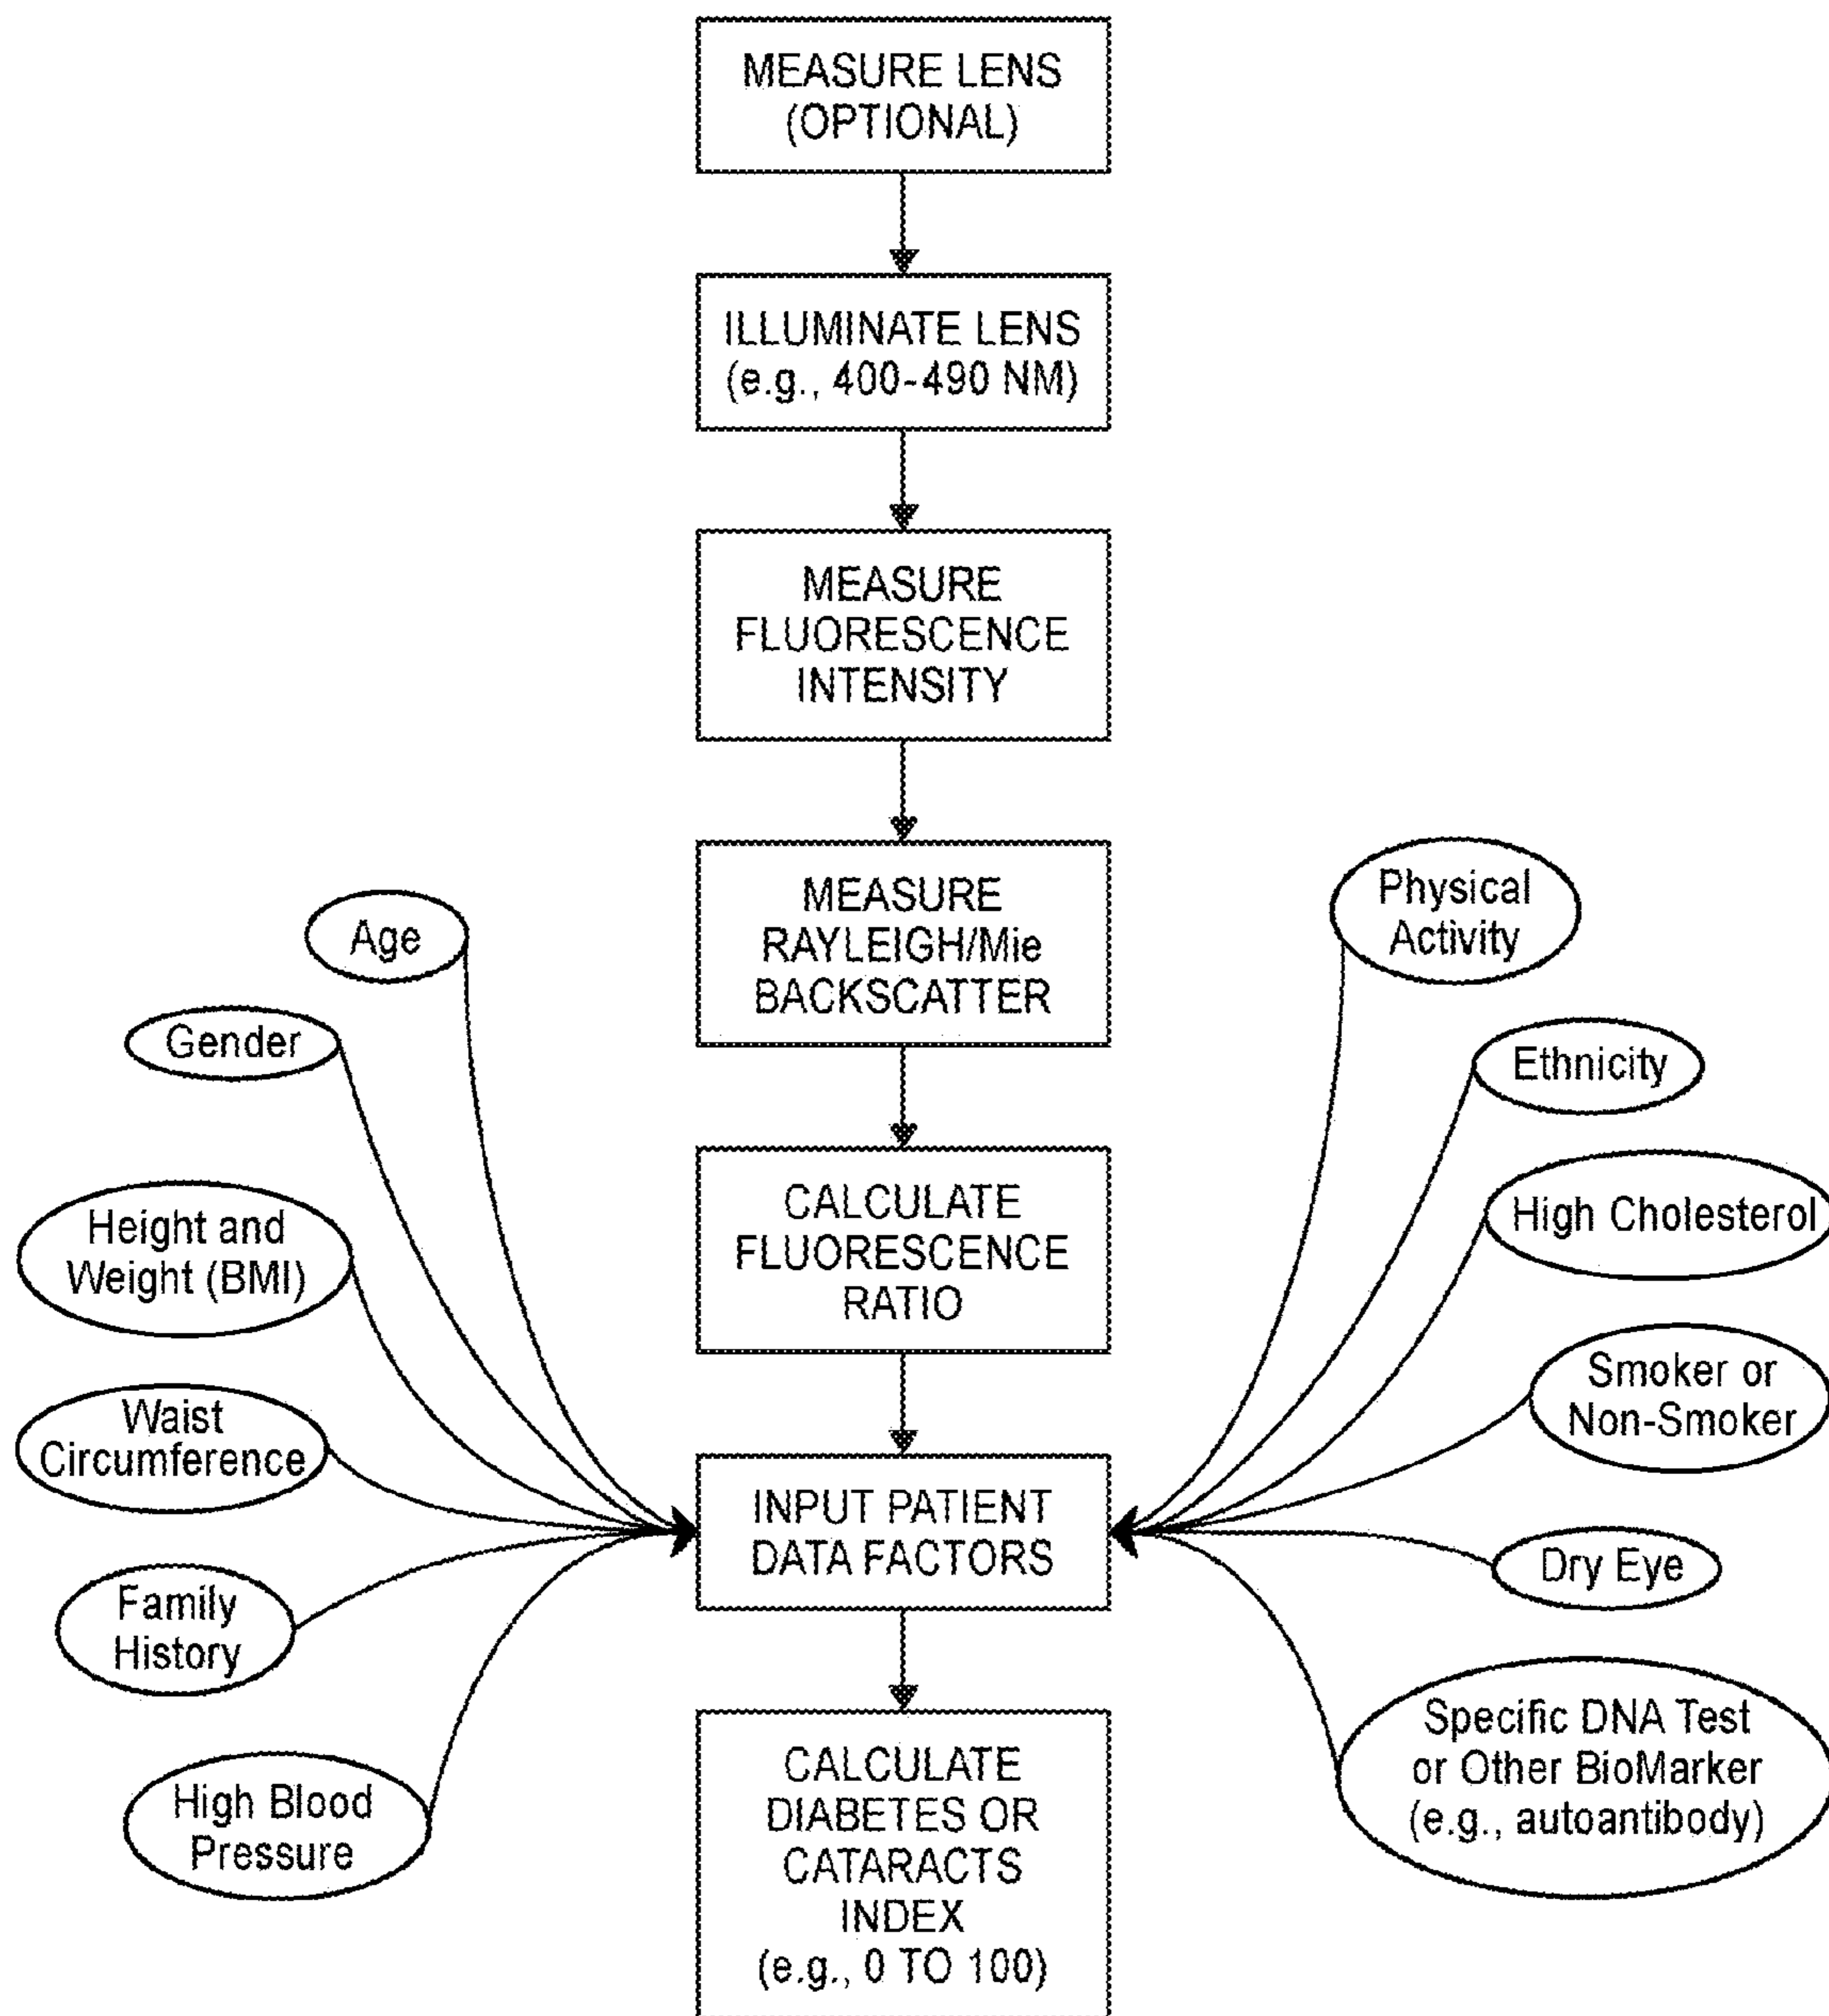 MEASURE LENS
(OPTIONAL)
ILLUMINATE LENS
(e.g., 400-490 NM)
MEASURE
FLUORESCENCE
INTENSITY
MEASURE
RAYLEIGH/Mie
BACKSCATTER
CALCULATE
FLUORESCENCE
RATIO
INPUT PATIENT
DATA FACTORS
CALCULATE
DIABETES OR
CATARACTS
INDEX
(e.g., 0 TO 100)
Age
Gender
Height and
Weight (BMI)
Waist
Circumference
Family
History
High Blood
Pressure
Physical
Activity
Ethnicity
High Cholesterol
Smoker or
Non-Smoker
Dry Eye
Specific DNA Test
or Other BioMarker
(e.g., autoantibody)